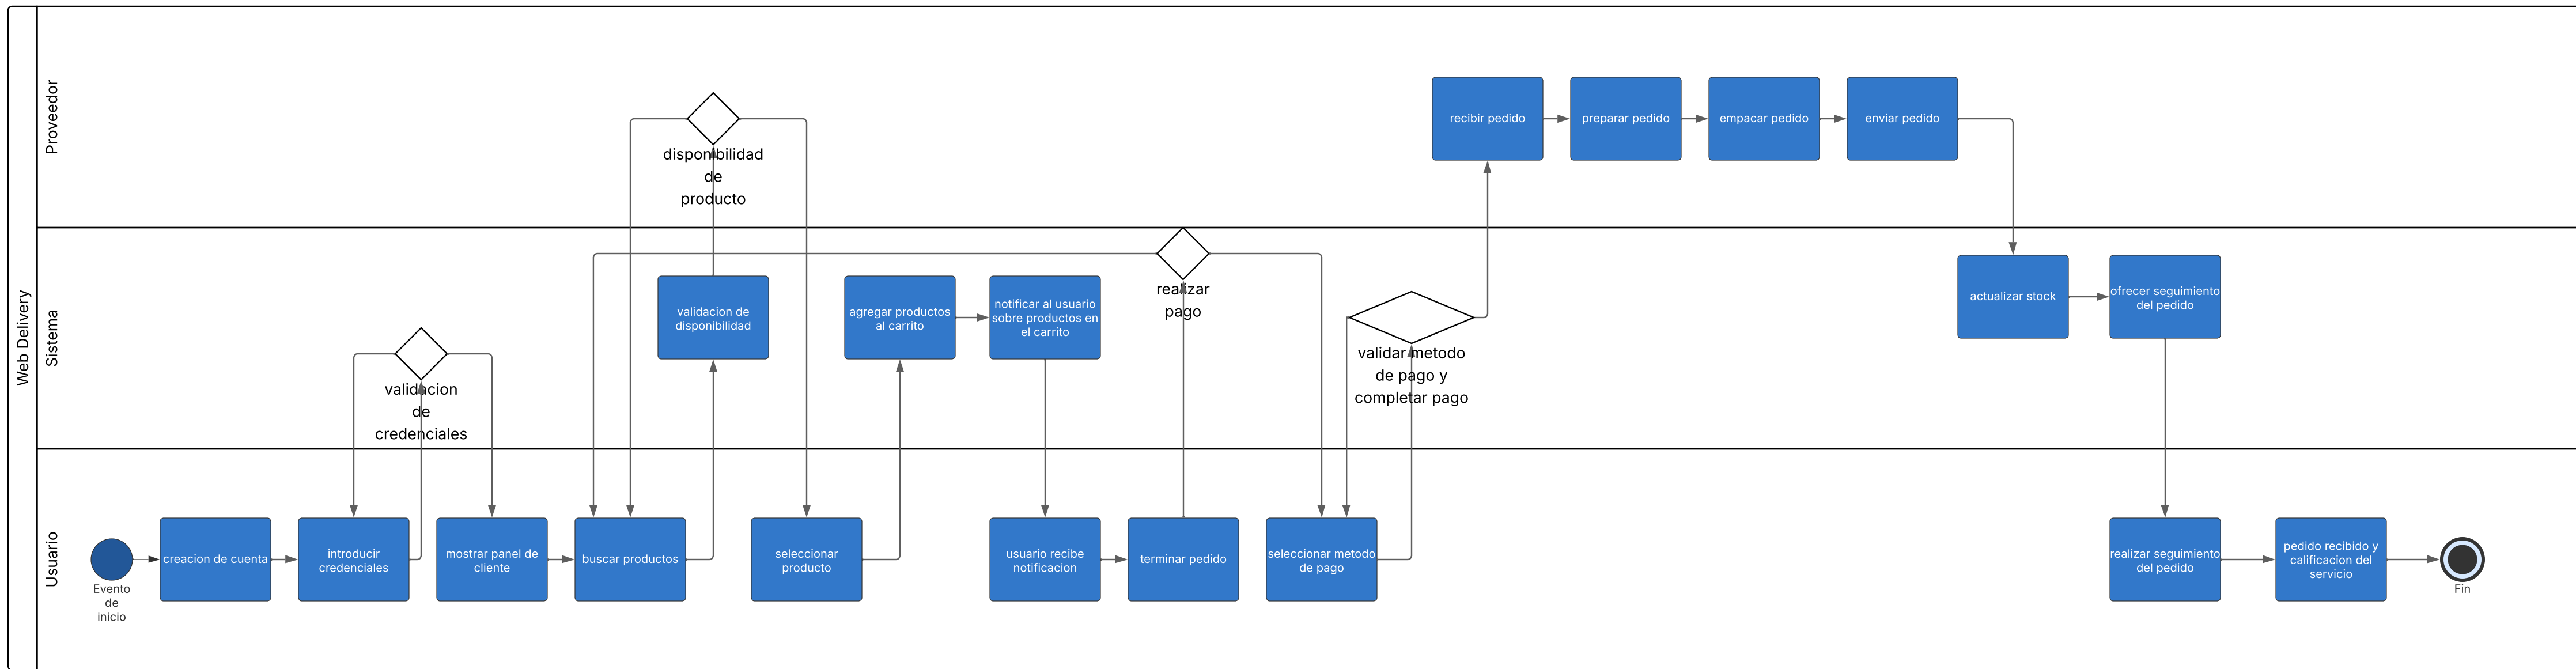 Web Delivery
Proveedor
disponibilidad
de
producto
recibir pedido
preparar pedido
empacar pedido
enviar pedido
Sistema
validacion
de
credenciales
validacion de
disponibilidad
agregar productos
al carrito
notificar al usuario
sobre productos en
el carrito
realizar
pago
validar metodo
de pago y
completar pago
actualizar stock
ofrecer seguimiento
del pedido
Usuario
Evento
de
inicio
creacion de cuenta
introducir
credenciales
mostrar panel de
cliente
buscar productos
seleccionar
producto
usuario recibe
notificacion
terminar pedido
seleccionar metodo
de pago
realizar seguimiento
del pedido
pedido recibido y
calificacion del
servicio
Fin